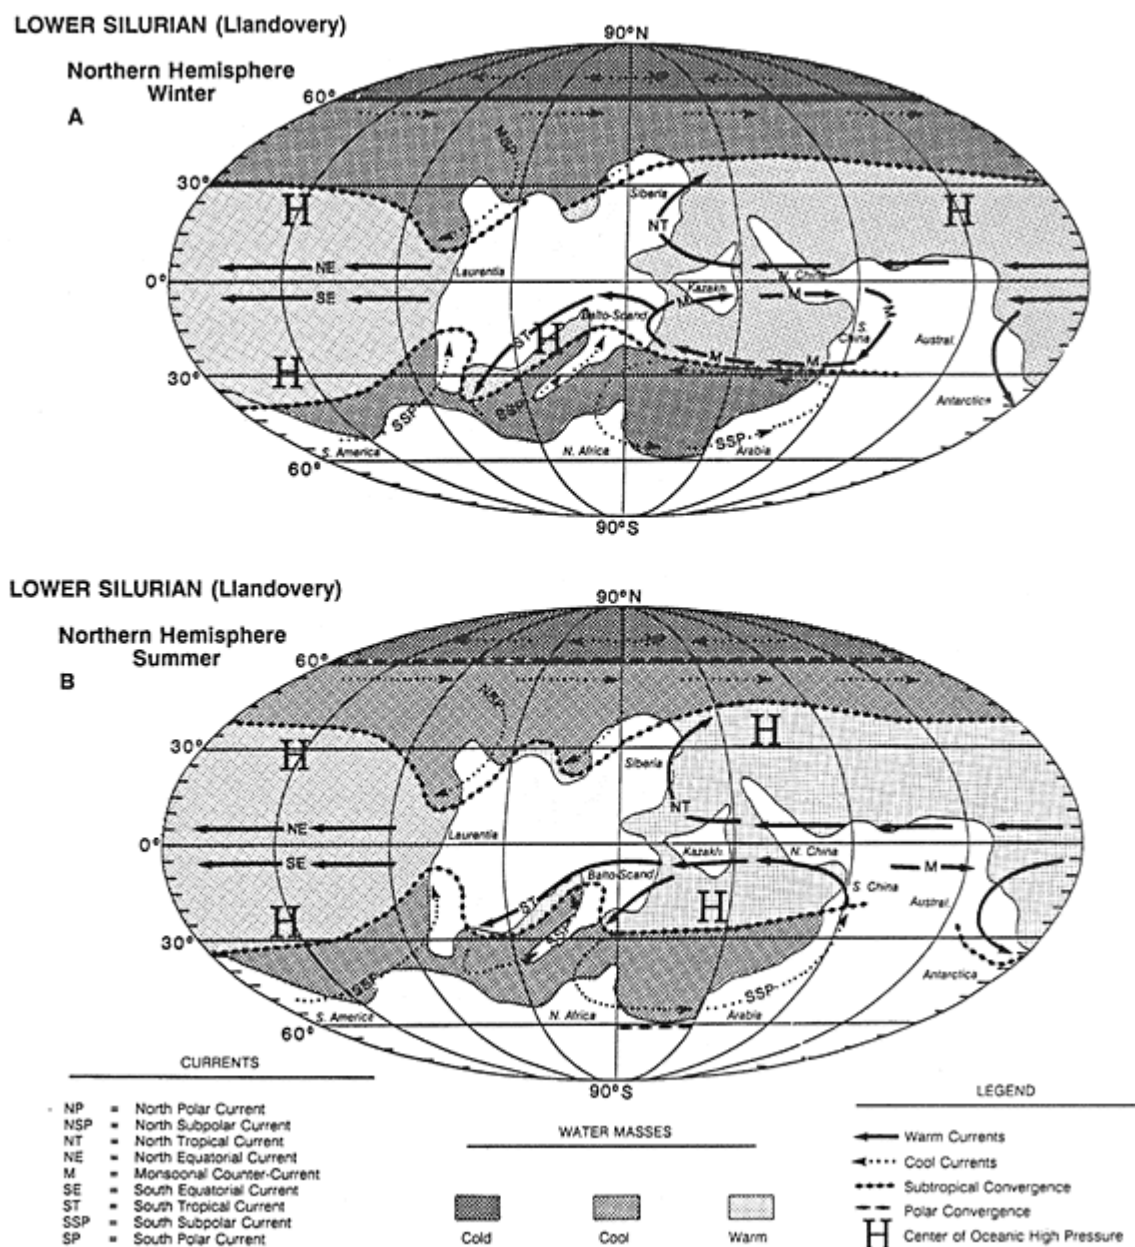 LOWER SILURIAN (Llandovery)
Northern Hemisphere
Winter
A
90°N
60°
NSP
30°
H
Siberia
H
NT
NE
Laurentia
0°
N. China
SE
Kazakh.
M
M
M
Balto-Scand.
H
ST
S.
China
Austral.
M
M
H
30°
SSP
SSP
Antarctica
S. America
N. Africa
SSP
Arabia
60°
90°S
LOWER SILURIAN (Llandovery)
Northern Hemisphere
Summer
B
90°N
60°
NSP
H
H
30°
Siberia
NT
NE
Laurentia
0°
Kazakh.
N. China
SE
Balto-Scand.
M
S. China
ST
H
Austral.
H
SSP
30°
Antarctica
SSP
SSP
S. America
N. Africa
Arabia
60°
90°S
CURRENTS
NP = North Polar Current
NSP = North Subpolar Current
NT = North Tropical Current
NE = North Equatorial Current
M = Monsoonal Counter-Current
SE = South Equatorial Current
ST = South Tropical Current
SSP = South Subpolar Current
SP = South Polar Current
WATER MASSES
Cold Cool Warm
LEGEND
Warm Currents
Cool Currents
Subtropical Convergence
Polar Convergence
H Center of Oceanic High Pressure